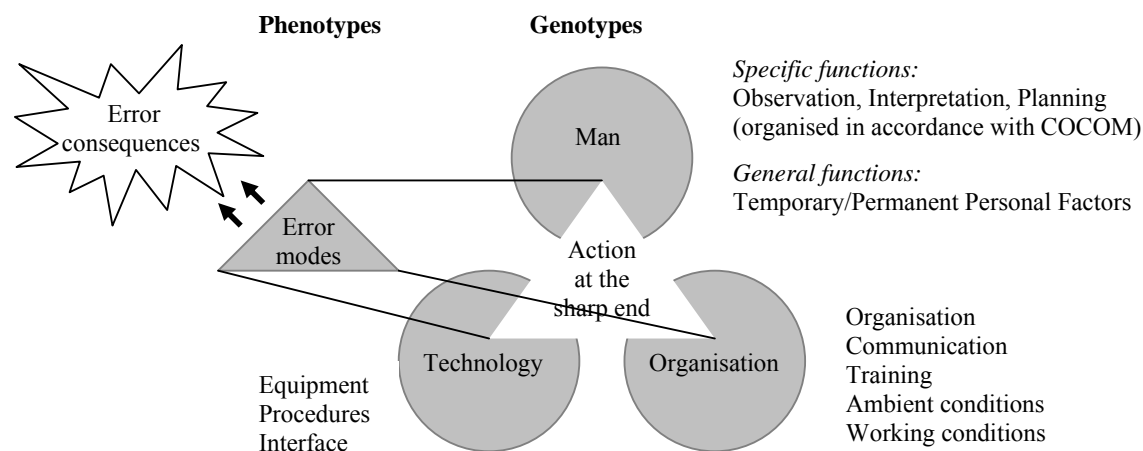 Phenotypes
Genotypes
Error
consequences
Man
Specific functions:
Observation, Interpretation, Planning
(organised in accordance with COCOM)
General functions:
Temporary/Permanent Personal Factors
Error
modes
Action
at the
sharp end
Technology
Organisation
Equipment
Procedures
Interface
Organisation
Communication
Training
Ambient conditions
Working conditions